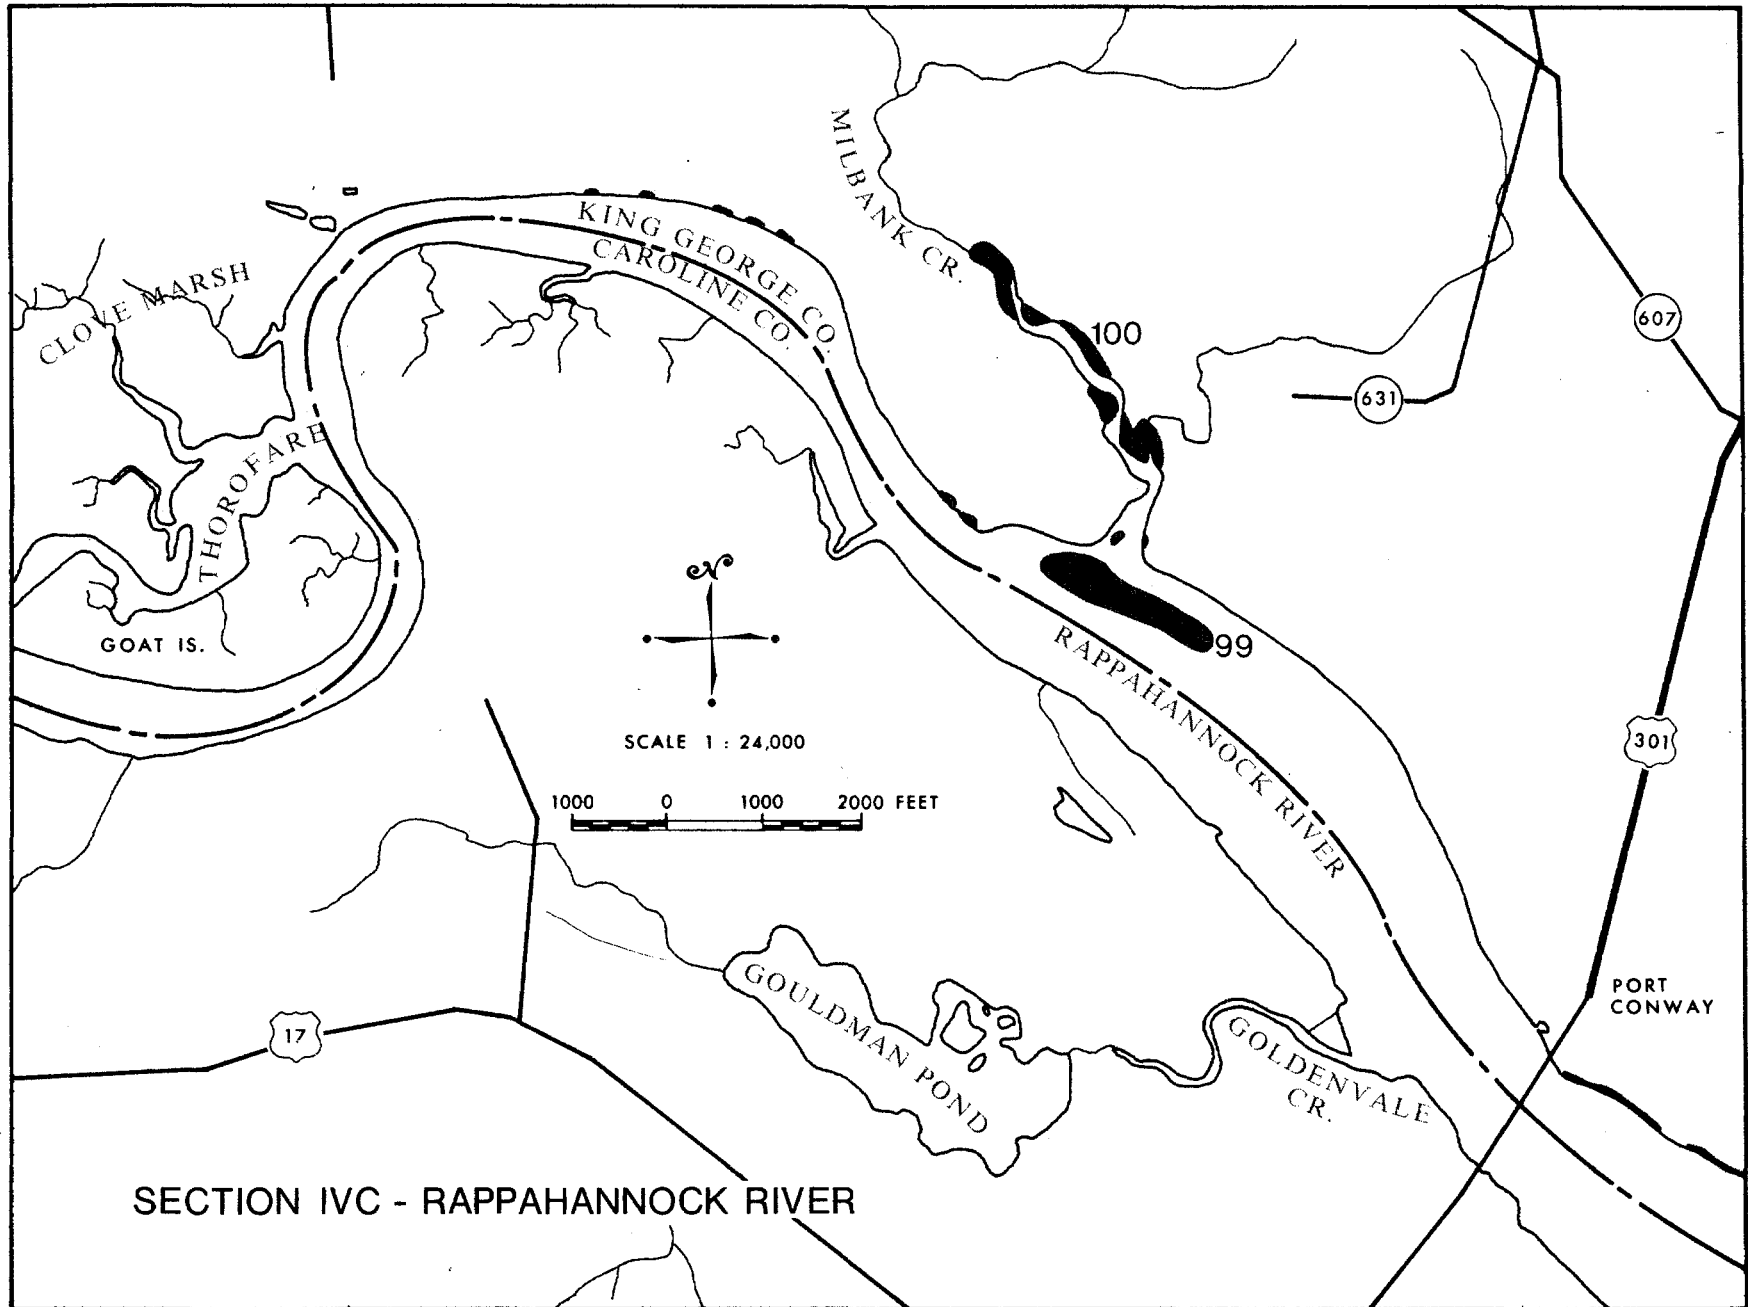 MILBANK CR.
KING GEORGE CO.
CAROLINE CO.
CLOVE MARSH
THOROFARE
GOAT IS.
100
607
631
99
N
SCALE 1 : 24,000
1000 0 1000 2000 FEET
RAPPAHANNOCK RIVER
301
PORT
CONWAY
17
GOULDMAN POND
GOLDENVALE
CR.
SECTION IVC - RAPPAHANNOCK RIVER